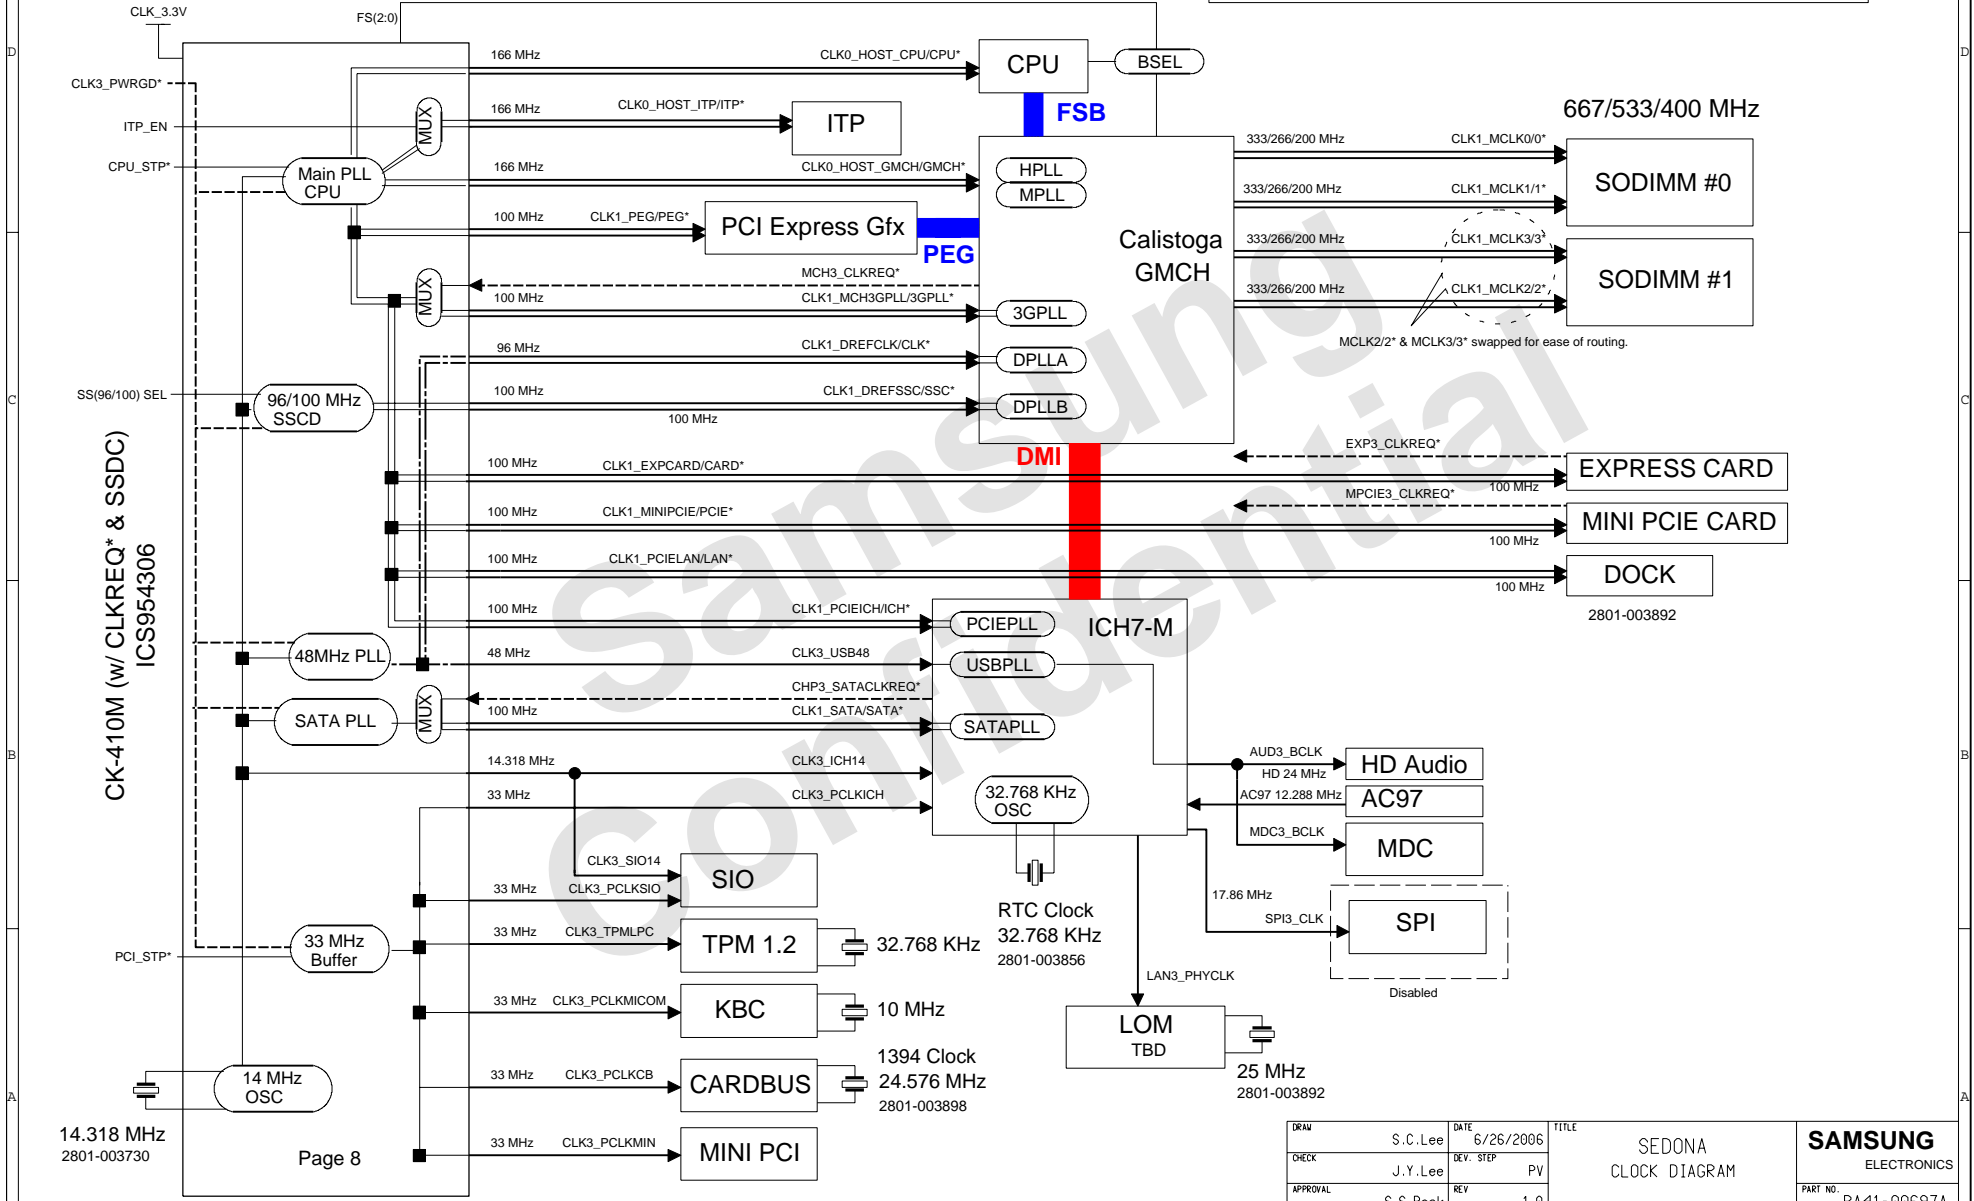 CLK_3.3V
FS(2:0)
D
D
CLK3_PWRGD*
ITP_EN
CPU_STP*
MUX
Main PLL
CPU
166 MHz
CLK0_HOST_CPU/CPU*
CPU
BSEL
FSB
166 MHz
CLK0_HOST_ITP/ITP*
ITP
166 MHz
CLK0_HOST_GMCH/GMCH*
HPLL
MPLL
100 MHz
CLK1_PEG/PEG*
PCI Express Gfx
PEG
Calistoga
GMCH
667/533/400 MHz
333/266/200 MHz
CLK1_MCLK0/0*
SODIMM #0
333/266/200 MHz
CLK1_MCLK1/1*
333/266/200 MHz
CLK1_MCLK3/3*
SODIMM #1
333/266/200 MHz
CLK1_MCLK2/2*
MCLK2/2* & MCLK3/3* swapped for ease of routing.
MUX
MCH3_CLKREQ*
100 MHz
CLK1_MCH3GPLL/3GPLL*
3GPLL
96 MHz
CLK1_DREFCLK/CLK*
DPLLA
C
C
SS(96/100) SEL
96/100 MHz
SSCD
100 MHz
CLK1_DREFSSC/SSC*
DPLLB
100 MHz
DMI
EXP3_CLKREQ*
100 MHz
CLK1_EXPCARD/CARD*
100 MHz
EXPRESS CARD
MPCIE3_CLKREQ*
100 MHz
CLK1_MINIPCIE/PCIE*
100 MHz
MINI PCIE CARD
100 MHz
CLK1_PCIELAN/LAN*
100 MHz
DOCK
2801-003892
CK-410M (w/ CLKREQ* & SSDC)
ICS954306
100 MHz
CLK1_PCIEICH/ICH*
PCIEPLL
ICH7-M
48MHz PLL
48 MHz
CLK3_USB48
USBPLL
SATA PLL
MUX
CHP3_SATACLKREQ*
100 MHz
CLK1_SATA/SATA*
SATAPLL
B
B
14.318 MHz
CLK3_ICH14
33 MHz
CLK3_PCLKICH
32.768 KHz
OSC
AUD3_BCLK
HD 24 MHz
HD Audio
AC97 12.288 MHz
AC97
MDC3_BCLK
MDC
CLK3_SIO14
33 MHz
CLK3_PCLKSIO
SIO
RTC Clock
32.768 KHz
2801-003856
17.86 MHz
SPI3_CLK
SPI
Disabled
PCI_STP*
33 MHz
Buffer
33 MHz
CLK3_TPMLPC
TPM 1.2
32.768 KHz
LAN3_PHYCLK
33 MHz
CLK3_PCLKMICOM
KBC
10 MHz
LOM
TBD
25 MHz
2801-003892
14 MHz
OSC
14.318 MHz
2801-003730
33 MHz
CLK3_PCLKCB
CARDBUS
1394 Clock
24.576 MHz
2801-003898
A
A
Page 8
33 MHz
CLK3_PCLKMIN
MINI PCI
Samsung
Confidential
DRAW
S.C.Lee
DATE
6/26/2006
TITLE
SEDONA
CLOCK DIAGRAM
SAMSUNG
ELECTRONICS
CHECK
J.Y.Lee
DEV. STEP
PV
APPROVAL
REV
1.0
PART NO.